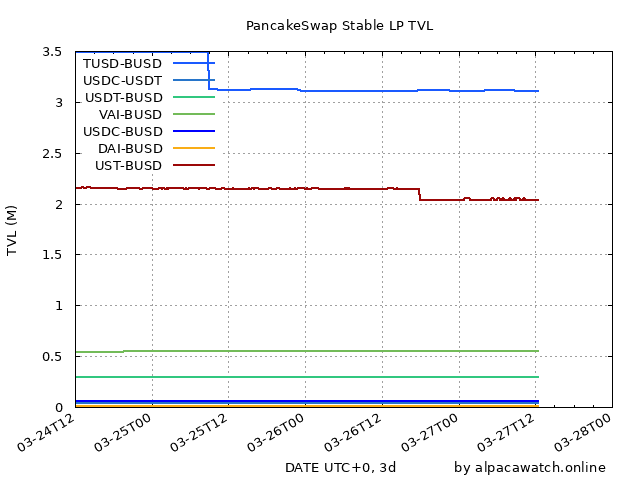 PancakeSwap Stable LP TVL
3.5
3
2.5
2
1.5
1
0.5
0
TVL (M)
TUSD-BUSD
USDC-USDT
USDT-BUSD
VAI-BUSD
USDC-BUSD
DAI-BUSD
UST-BUSD
03-24T12
03-25T00
03-25T12
03-26T00
03-26T12
03-27T00
03-27T12
03-28T00
DATE UTC+0, 3d
by alpacawatch.online